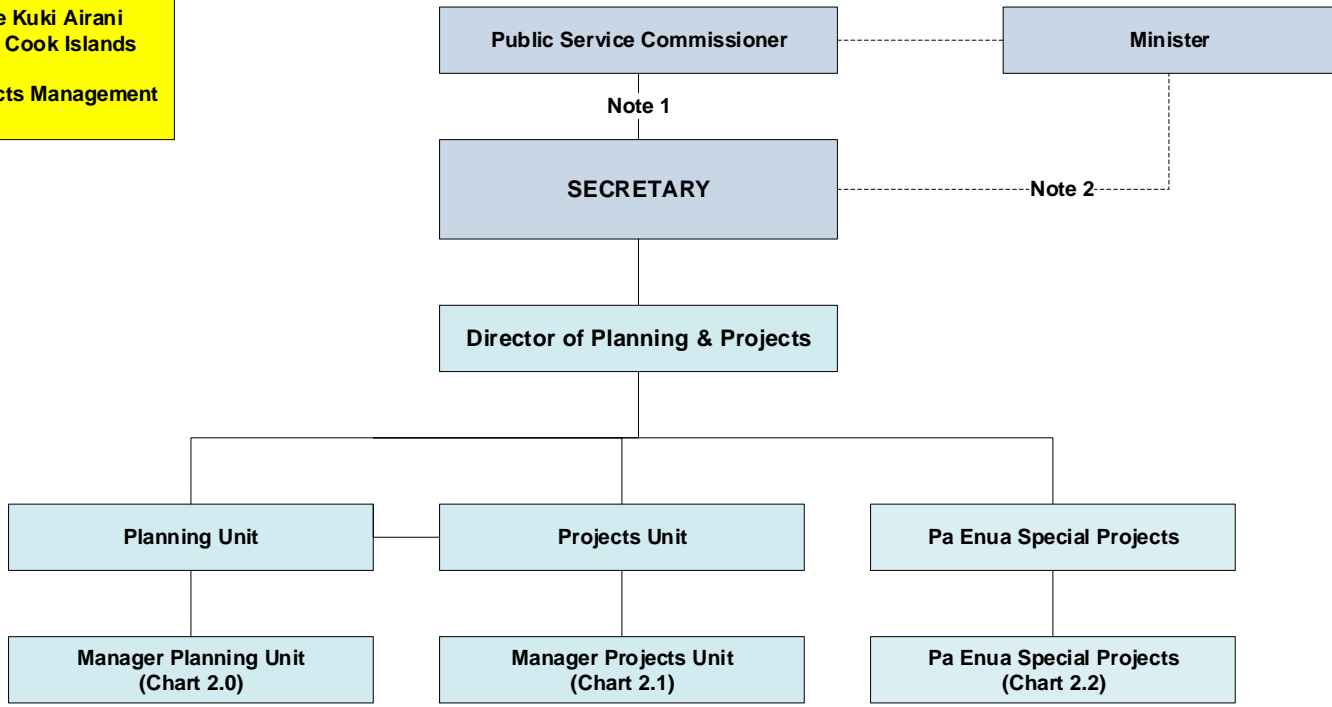 Kuki Airani
Cook Islands
Management
Public Service Commissioner
Minister
Note 1
SECRETARY
Note 2
Director of Planning & Projects
Planning Unit
Projects Unit
Pa Enua Special Projects
Manager Planning Unit
(Chart 2.0)
Manager Projects Unit
(Chart 2.1)
Pa Enua Special Projects
(Chart 2.2)